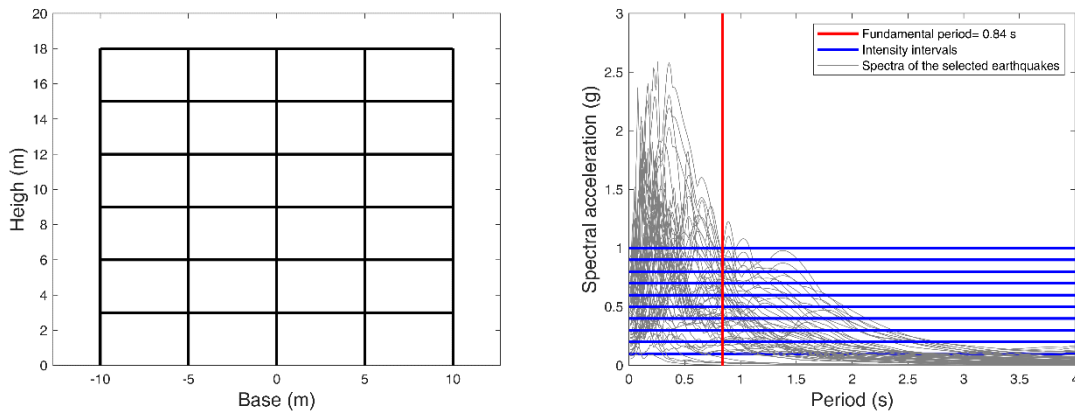 20
18
16
14
12
10
8
6
4
2
0
Heigh (m)
-10 -5 0 5 10
Base (m)
Fundamental period= 0.84 s
Intensity intervals
Spectra of the selected earthquakes
3
2.5
2
1.5
1
0.5
0
Spectral acceleration (g)
0 0.5 1 1.5 2 2.5 3 3.5 4
Period (s)